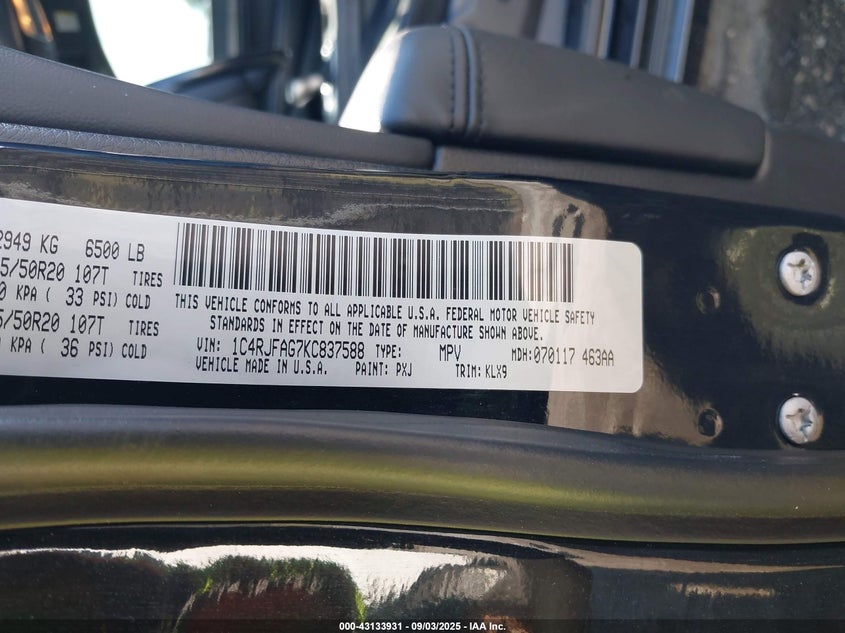 2949 KG 6500 LB
5/50R20 107T TIRES
0 KPA ( 33 PSI) COLD
5/50R20 107T TIRES
KPA ( 36 PSI) COLD
THIS VEHICLE CONFORMS TO ALL APPLICABLE U.S.A. FEDERAL MOTOR VEHICLE SAFETY
STANDARDS IN EFFECT ON THE DATE OF MANUFACTURE SHOWN ABOVE.
VIN: 1C4RJFAG7KC837588 TYPE: MPV MDH:070117 463AA
VEHICLE MADE IN U.S.A. PAINT: PXJ TRIM: KLX9
000-43133931 - 09/03/2025 - IAA Inc.